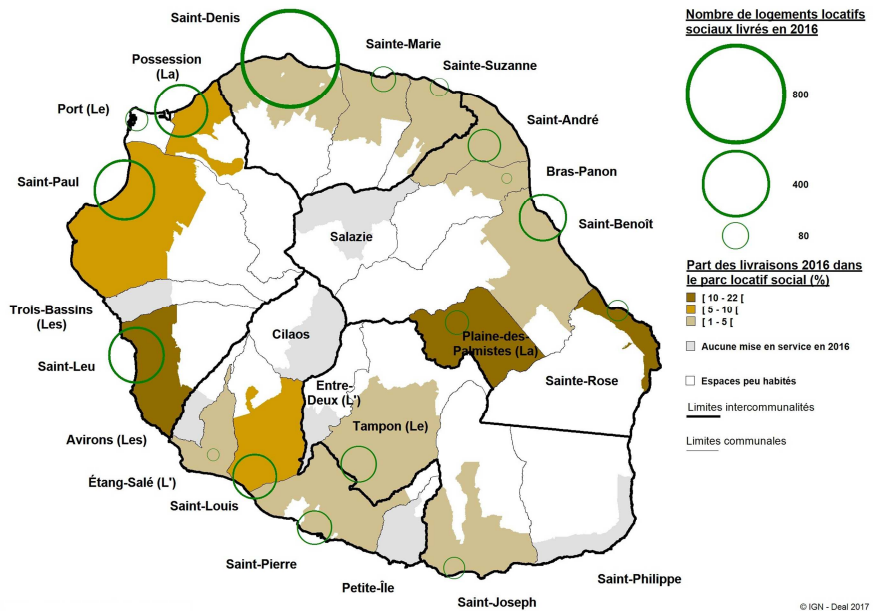 Saint-Denis
Sainte-Marie
Sainte-Suzanne
Possession
(La)
Port (Le)
Saint-André
Bras-Panon
Saint-Paul
Saint-Benoît
Salazie
Trois-Bassins
(Les)
Cilaos
Plaine-des-
Palmistes (La)
Saint-Leu
Sainte-Rose
Entre-
Deux (L')
Tampon (Le)
Avirons (Les)
Étang-Salé (L')
Saint-Louis
Saint-Pierre
Petite-Île
Saint-Joseph
Saint-Philippe
Nombre de logements locatifs
sociaux livrés en 2016
800
400
80
Part des livraisons 2016 dans
le parc locatif social (%)
[ 10 - 22 [
[ 5 - 10 [
[ 1 - 5 [
Aucune mise en service en 2016
Espaces peu habités
Limites intercommunalités
Limites communales
© IGN - Deal 2017